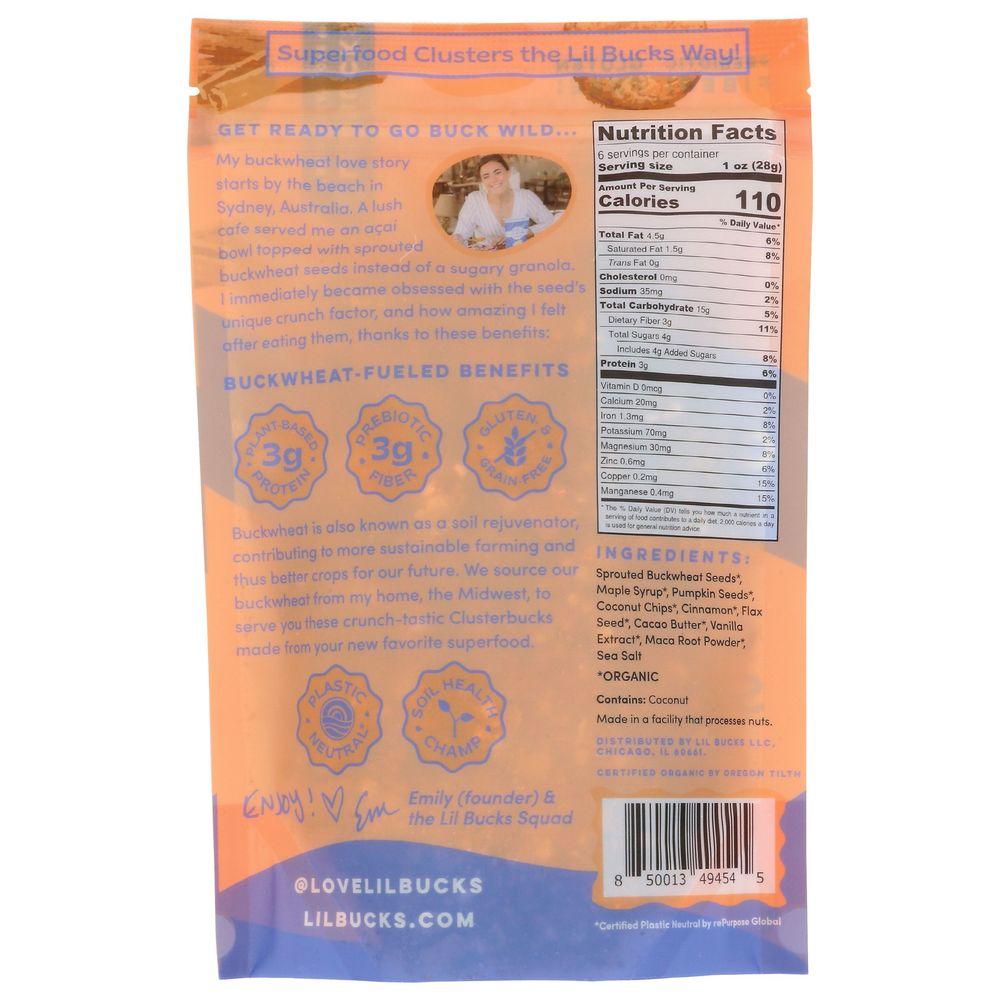 Superfood Clusters the Lil Bucks Way!
GET READY TO GO BUCK WILD...
My buckwheat love story
starts by the beach in
Sydney, Australia. A lush
cafe served me an açaí
bowl topped with sprouted
buckwheat seeds instead of a sugary granola.
I immediately became obsessed with the seed's
unique crunch factor, and how amazing I felt
after eating them, thanks to these benefits:
BUCKWHEAT-FUELED BENEFITS
PLANT-BASED
3g
PROTEIN
PREBIOTIC
3g
FIBER
GLUTEN- &
GRAIN-FREE
Buckwheat is also known as a soil rejuvenator,
contributing to more sustainable farming and
thus better crops for our future. We source our
buckwheat from my home, the Midwest, to
serve you these crunch-tastic Clusterbucks
made from your new favorite superfood.
PLASTIC
NEUTRAL*
SOIL HEALTH
CHAMP
ENJOY! Em
Emily (founder) &
the Lil Bucks Squad
@LOVELILBUCKS
LILBUCKS.COM
Nutrition Facts
6 servings per container
Serving size 1 oz (28g)
Amount Per Serving
Calories 110
% Daily Value*
Total Fat 4.5g 6%
Saturated Fat 1.5g 8%
Trans Fat 0g
Cholesterol 0mg 0%
Sodium 35mg 2%
Total Carbohydrate 15g 5%
Dietary Fiber 3g 11%
Total Sugars 4g
Includes 4g Added Sugars 8%
Protein 3g 6%
Vitamin D 0mcg 0%
Calcium 20mg 2%
Iron 1.3mg 8%
Potassium 70mg 2%
Magnesium 30mg 8%
Zinc 0.6mg 6%
Copper 0.2mg 15%
Manganese 0.4mg 15%
* The % Daily Value (DV) tells you how much a nutrient in a
serving of food contributes to a daily diet. 2,000 calories a day
is used for general nutrition advice.
INGREDIENTS:
Sprouted Buckwheat Seeds*,
Maple Syrup*, Pumpkin Seeds*,
Coconut Chips*, Cinnamon*, Flax
Seed*, Cacao Butter*, Vanilla
Extract*, Maca Root Powder*,
Sea Salt
*ORGANIC
Contains: Coconut
Made in a facility that processes nuts.
DISTRIBUTED BY LIL BUCKS LLC,
CHICAGO, IL 60661.
CERTIFIED ORGANIC BY OREGON TILTH
8 50013 49454 5
*Certified Plastic Neutral by rePurpose Global